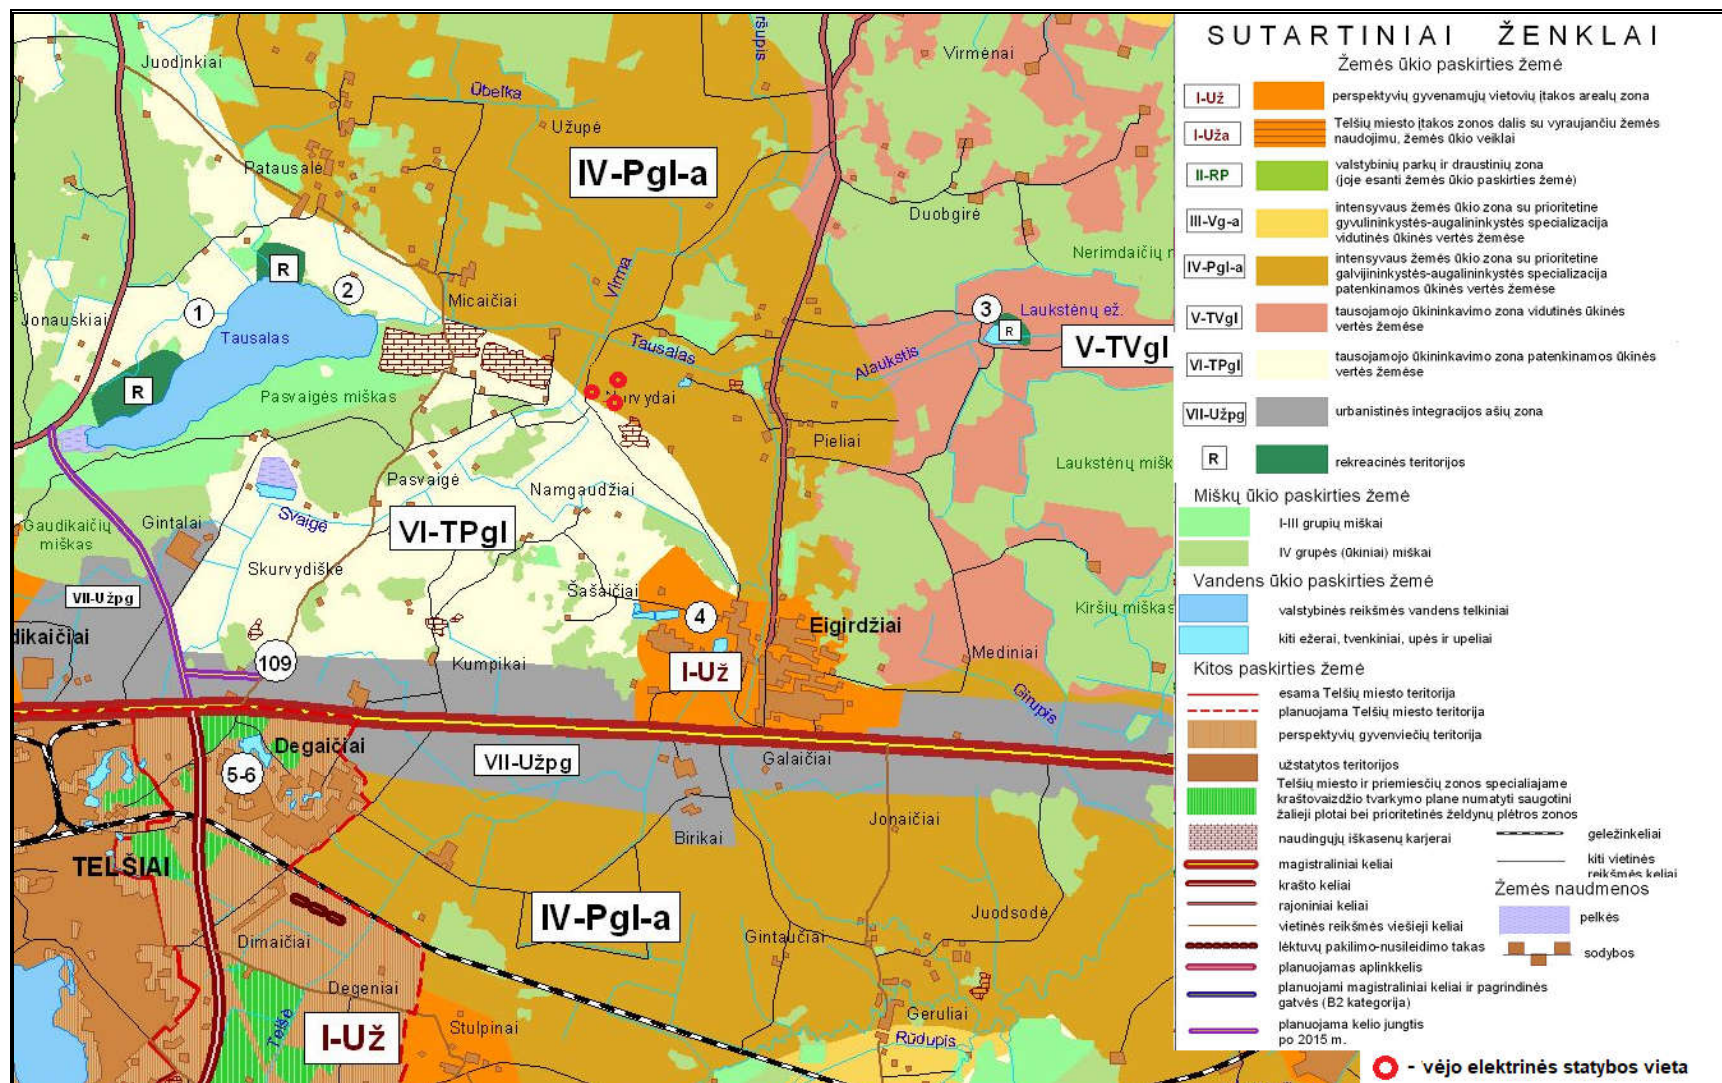 Juodinkiai
Ūbelka
Užupė
Virmėnai
Patausalė
IV-Pgl-a
Duobgirė
Nerimdaičių
R
2
1
Micaičiai
Virma
Jonauskiai
Tausalas
3
Laukstėnų ež.
R
Tausalas
Alaukstis
V-TVgl
R
Pasvaigės miškas
Pieliai
Laukstėnų mišk
Pasvaigė
Namgaudžiai
Svaigė
Gaudikaičių
miškas
Gintalai
VI-TPgl
Skurvydiškė
Šašaičiai
VII-Užpg
4
Kiršių miškas
dikaičiai
Eigirdžiai
109
Kumpikai
I-Už
Mediniai
Girupis
Degaičiai
VII-Užpg
Galaičiai
5-6
Birikai
Jonaičiai
TELŠIAI
IV-Pgl-a
Juodsodė
Dimaičiai
Gintaučiai
Degeniai
Stulpinai
Geruliai
Telšė
I-Už
Rūdupis
SUTARTINIAI ŽENKLAI
Žemės ūkio paskirties žemė
I-Už perspektyvių gyvenamųjų vietovių įtakos arealų zona
I-Uža Telšių miesto įtakos zonos dalis su vyraujančiu žemės
naudojimu, žemės ūkio veiklai
II-RP valstybinių parkų ir draustinių zona
(joje esanti žemės ūkio paskirties žemė)
III-Vg-a intensyvaus žemės ūkio zona su prioritetine
gyvulininkystės-augalininkystės specializacija
vidutinės ūkinės vertės žemėse
IV-Pgl-a intensyvaus žemės ūkio zona su prioritetine
galvijininkystės-augalininkystės specializacija
patenkinamos ūkinės vertės žemėse
V-TVgl tausojamojo ūkininkavimo zona vidutinės ūkinės
vertės žemėse
VI-TPgl tausojamojo ūkininkavimo zona patenkinamos ūkinės
vertės žemėse
VII-Užpg urbanistinės integracijos ašių zona
R rekreacinės teritorijos
Miškų ūkio paskirties žemė
I-III grupių miškai
IV grupės (ūkiniai) miškai
Vandens ūkio paskirties žemė
valstybinės reikšmės vandens telkiniai
kiti ežerai, tvenkiniai, upės ir upeliai
Kitos paskirties žemė
esama Telšių miesto teritorija
planuojama Telšių miesto teritorija
perspektyvių gyvenviečių teritorija
užstatytos teritorijos
Telšių miesto ir priemiesčių zonos specialiajame
kraštovaizdžio tvarkymo plane numatyti saugotini
žalieji plotai bei prioritetinės želdynų plėtros zonos
naudingųjų iškasenų karjerai
geležinkeliai
magistraliniai keliai
kiti vietinės
reikšmės keliai
krašto keliai
Žemės naudmenos
rajoniniai keliai
pelkės
vietinės reikšmės viešieji keliai
lėktuvų pakilimo-nusileidimo takas
sodybos
planuojamas aplinkkelis
planuojami magistraliniai keliai ir pagrindinės
gatvės (B2 kategorija)
planuojama kelio jungtis
po 2015 m.
- vėjo elektrinės statybos vieta